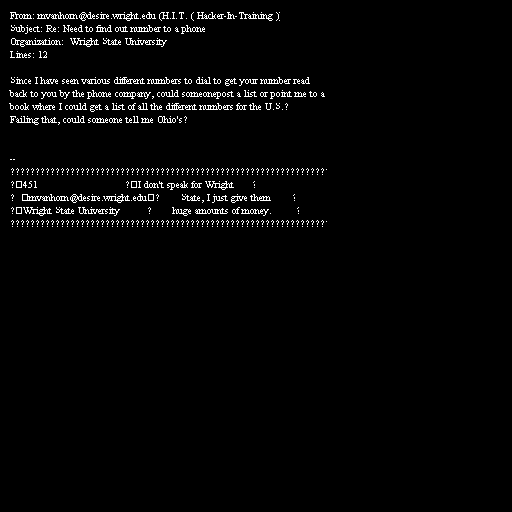 From: mvanhorn@desire.wright.edu (H.I.T. ( Hacker-In-Training )
Subject: Re: Need to find out number to a phone
Organization:  Wright State University
Lines: 12

Since I have seen various different numbers to dial to get your number read
back to you by the phone company, could someonepost a list or point me to a
book where I could get a list of all the different numbers for the U.S.?
Failing that, could someone tell me Ohio's?

--
???????????????????????????????????????????????????????????????
?▯451                              ?▯I don't speak for Wright      ?
?  ▯mvanhorn@desire.wright.edu▯?       State, I just give them       ?
?▯Wright State University         ?      huge amounts of money.        ?
???????????????????????????????????????????????????????????????